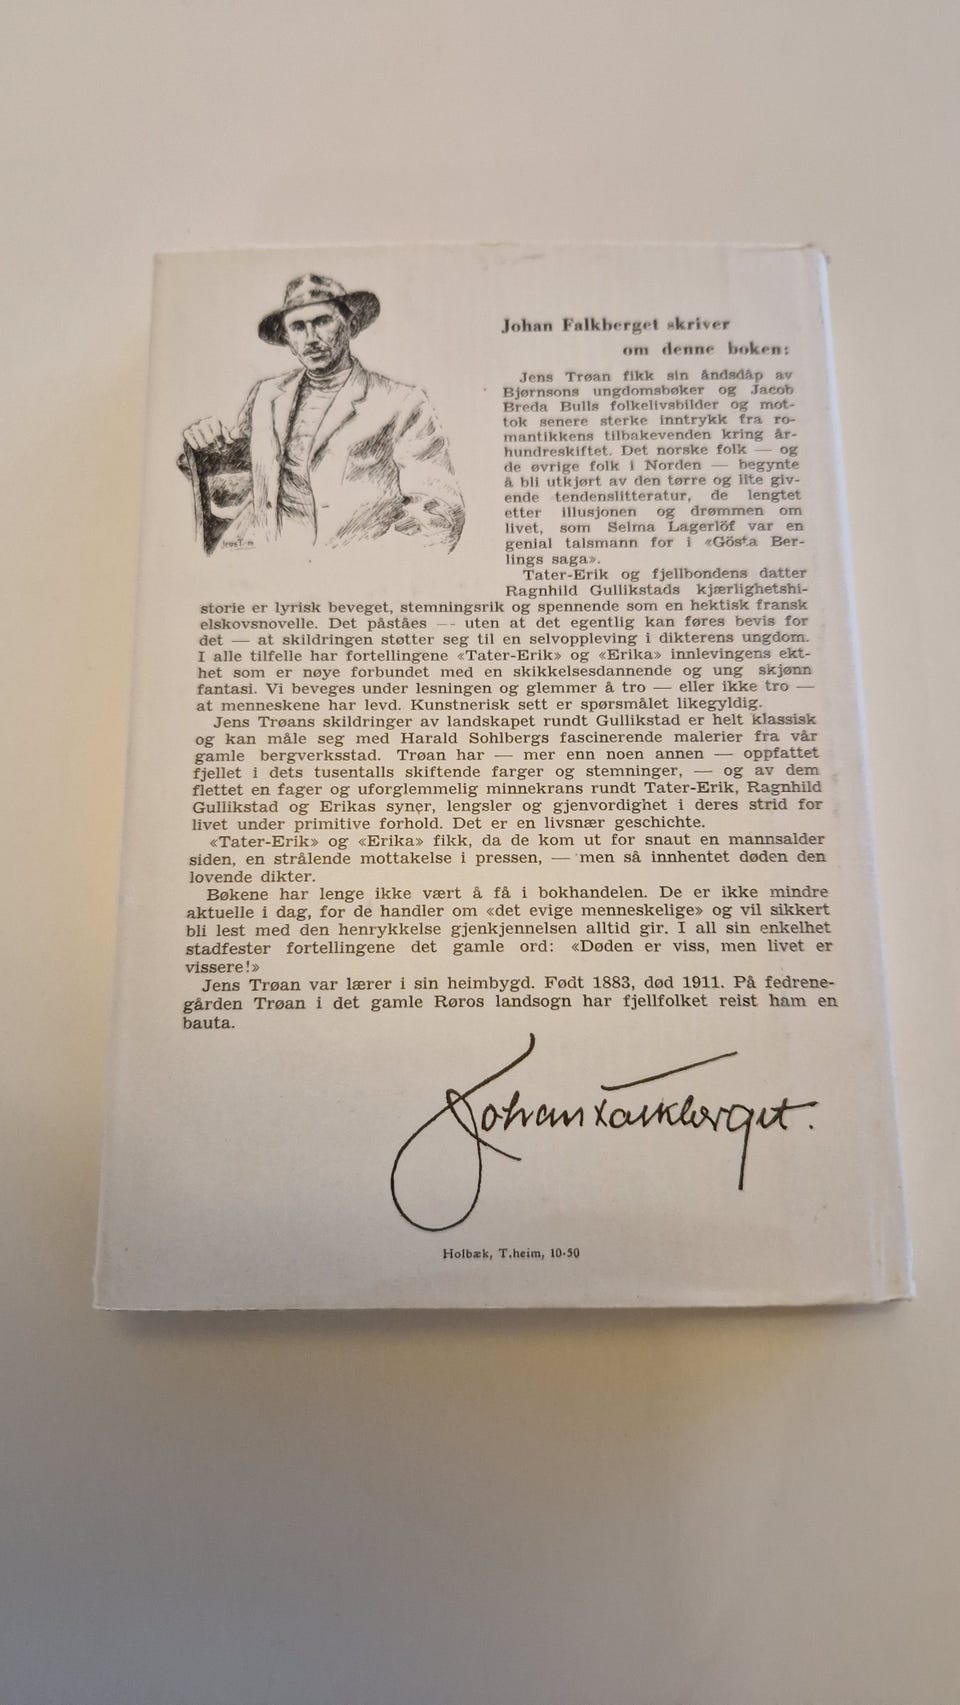 Johan Falkberget skriver
om denne boken:
Jens Trøan fikk sin åndsdåp av
Bjørnsons ungdomsbøker og Jacob
Breda Bulls folkelivsbilder og mot-
tok senere sterke inntrykk fra ro-
mantikkens tilbakevenden kring år-
hundreskiftet. Det norske folk — og
de øvrige folk i Norden — begynte
å bli utkjørt av den tørre og lite giv-
ende tendenslitteratur, de lengtet
etter illusjonen og drømmen om
livet, som Selma Lagerlöf var en
genial talsmann for i «Gösta Ber-
lings saga».
Tater-Erik og fjellbondens datter
Ragnhild Gullikstads kjærlighetshi-
storie er lyrisk beveget, stemningsrik og spennende som en hektisk fransk
elskovsnovelle. Det påståes — uten at det egentlig kan føres bevis for
det — at skildringen støtter seg til en selvoppleving i dikterens ungdom.
I alle tilfelle har fortellingene «Tater-Erik» og «Erika» innlevingens ekt-
het som er nøye forbundet med en skikkelsesdannende og ung skjønn
fantasi. Vi beveges under lesningen og glemmer å tro — eller ikke tro —
at menneskene har levd. Kunstnerisk sett er spørsmålet likegyldig.
Jens Trøans skildringer av landskapet rundt Gullikstad er helt klassisk
og kan måle seg med Harald Sohlbergs fascinerende malerier fra vår
gamle bergverksstad. Trøan har — mer enn noen annen — oppfattet
fjellet i dets tusentalls skiftende farger og stemninger, — og av dem
flettet en fager og uforglemmelig minnekrans rundt Tater-Erik, Ragnhild
Gullikstad og Erikas syner, lengsler og gjenvordighet i deres strid for
livet under primitive forhold. Det er en livsnær geschichte.
«Tater-Erik» og «Erika» fikk, da de kom ut for snaut en mannsalder
siden, en strålende mottakelse i pressen, — men så innhentet døden den
lovende dikter.
Bøkene har lenge ikke vært å få i bokhandelen. De er ikke mindre
aktuelle i dag, for de handler om «det evige menneskelige» og vil sikkert
bli lest med den henrykkelse gjenkjennelsen alltid gir. I all sin enkelhet
stadfester fortellingene det gamle ord: «Døden er viss, men livet er
vissere!»
Jens Trøan var lærer i sin heimbygd. Født 1883, død 1911. På fedrene-
gården Trøan i det gamle Røros landsogn har fjellfolket reist ham en
bauta.
Johan Falkberget.
Holbæk, T.heim, 10-50